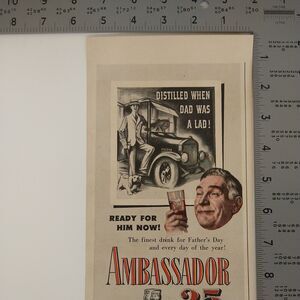 DISTILLED WHEN
DAD WAS
A LAD!
READY FOR
HIM NOW!
The finest drink for Father's Day
and every day of the year!
AMBASSADOR
25